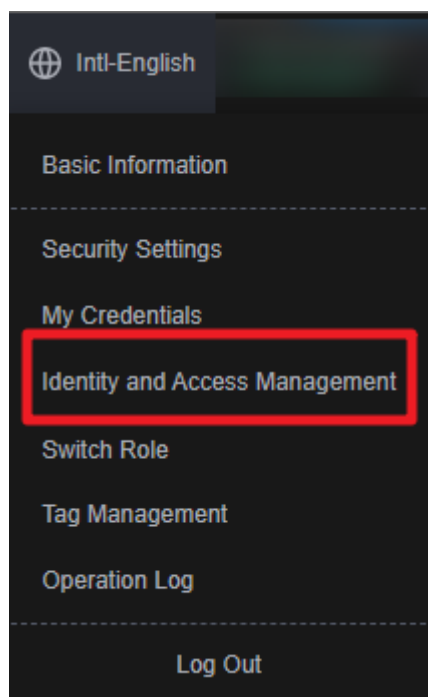 Intl-English
Basic Information
Security Settings
My Credentials
Identity and Access Management
Switch Role
Tag Management
Operation Log
Log Out